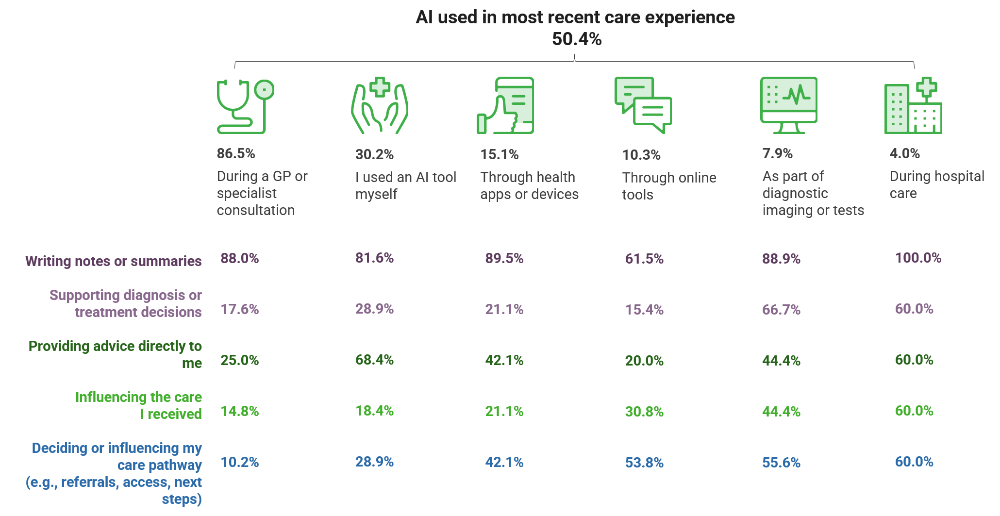 AI used in most recent care experience
50.4%
86.5%
During a GP or
specialist
consultation
30.2%
I used an AI tool
myself
15.1%
Through health
apps or devices
10.3%
Through online
tools
7.9%
As part of
diagnostic
imaging or tests
4.0%
During hospital
care
Writing notes or summaries
88.0% 81.6% 89.5% 61.5% 88.9% 100.0%
Supporting diagnosis or
treatment decisions
17.6% 28.9% 21.1% 15.4% 66.7% 60.0%
Providing advice directly to
me
25.0% 68.4% 42.1% 20.0% 44.4% 60.0%
Influencing the care
I received
14.8% 18.4% 21.1% 30.8% 44.4% 60.0%
Deciding or influencing my
care pathway
(e.g., referrals, access, next
steps)
10.2% 28.9% 42.1% 53.8% 55.6% 60.0%